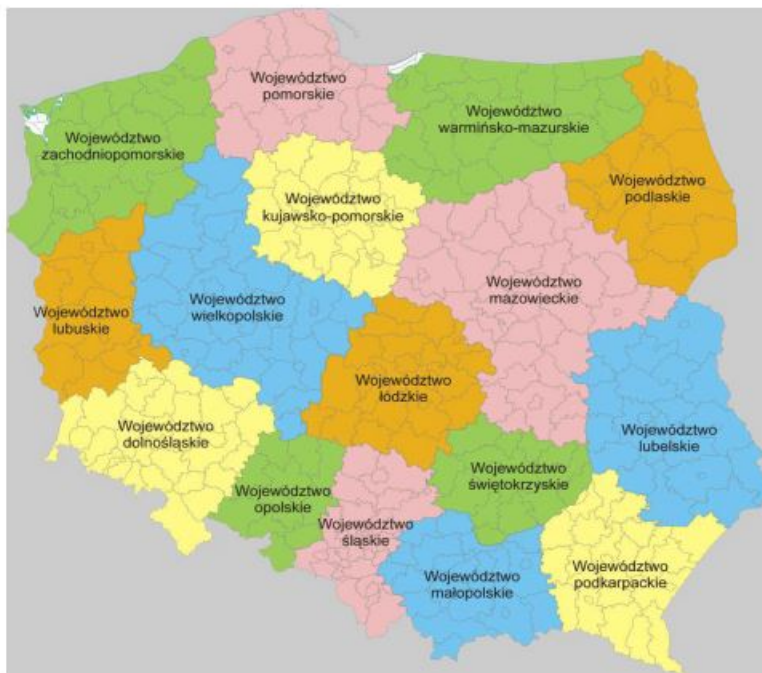 Województwo
pomorskie
Województwo
zachodniopomorskie
Województwo
warmińsko-mazurskie
Województwo
podlaskie
Województwo
kujawsko-pomorskie
Województwo
mazowieckie
Województwo
wielkopolskie
Województwo
lubuskie
Województwo
łódzkie
Województwo
dolnośląskie
Województwo
lubelskie
Województwo
opolskie
Województwo
śląskie
Województwo
świętokrzyskie
Województwo
małopolskie
Województwo
podkarpackie